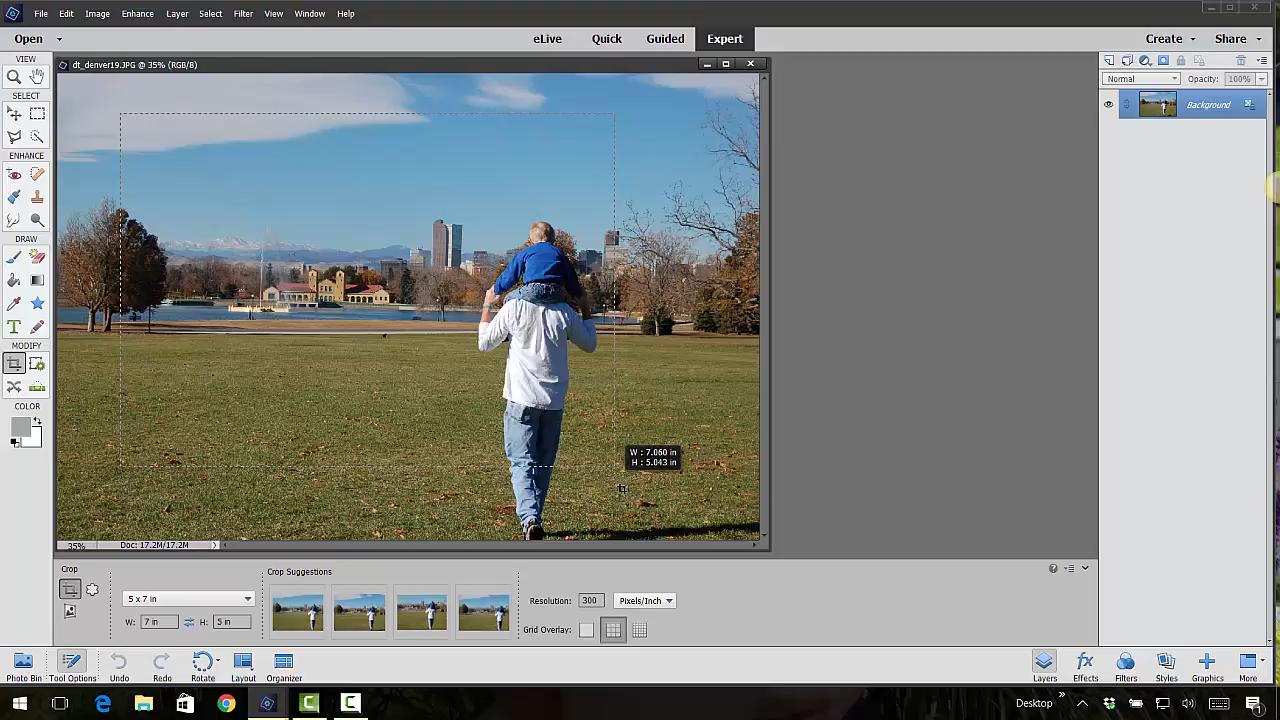 File Edit Image Enhance Layer Select Filter View Window Help
Open eLive Quick Guided Expert Create Share
VIEW
dt_denver19.JPG @ 35% (RGB/8)
Normal Opacity: 100%
SELECT
Background
ENHANCE
DRAW
T
MODIFY
COLOR
W : 7.060 in
H : 5.043 in
35% Doc: 17.2M/17.2M
Crop
Crop Suggestions
5 x 7 in
Resolution: 300 Pixels/Inch
W: 7 in H: 5 in
Grid Overlay:
Photo Bin Tool Options Undo Redo Rotate Layout Organizer Layers Effects Filters Styles Graphics More
fx
Desktop